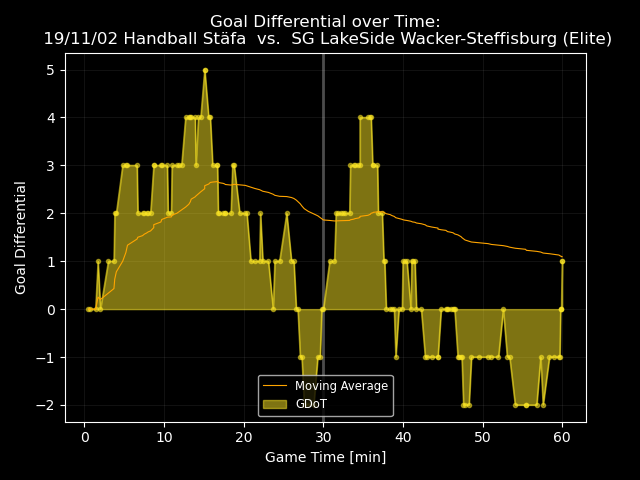 Goal Differential over Time:
19/11/02 Handball Stäfa  vs.  SG LakeSide Wacker-Steffisburg (Elite)
Goal Differential
5
4
3
2
1
0
−1
−2
Moving Average
GDoT
0 10 20 30 40 50 60
Game Time [min]